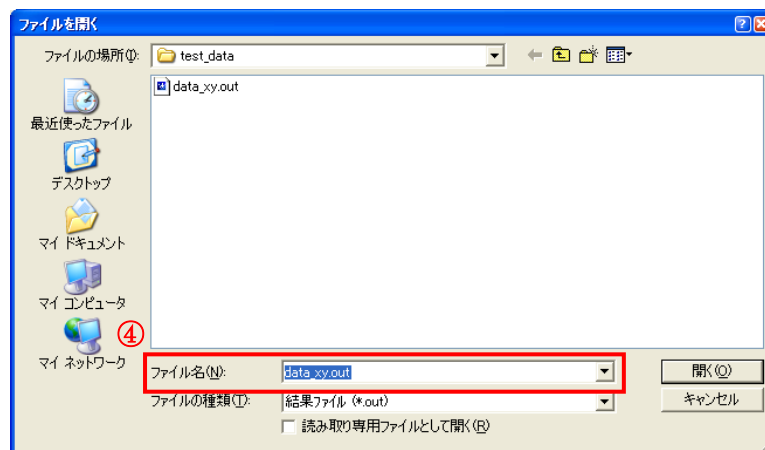 ファイルを開く
ファイルの場所(I):
test_data
data_xy.out
最近使ったファイル
デスクトップ
マイ ドキュメント
マイ コンピュータ
④
マイ ネットワーク
ファイル名(N):
data_xy.out
開く(O)
ファイルの種類(T):
結果ファイル (*.out)
キャンセル
読み取り専用ファイルとして開く(R)